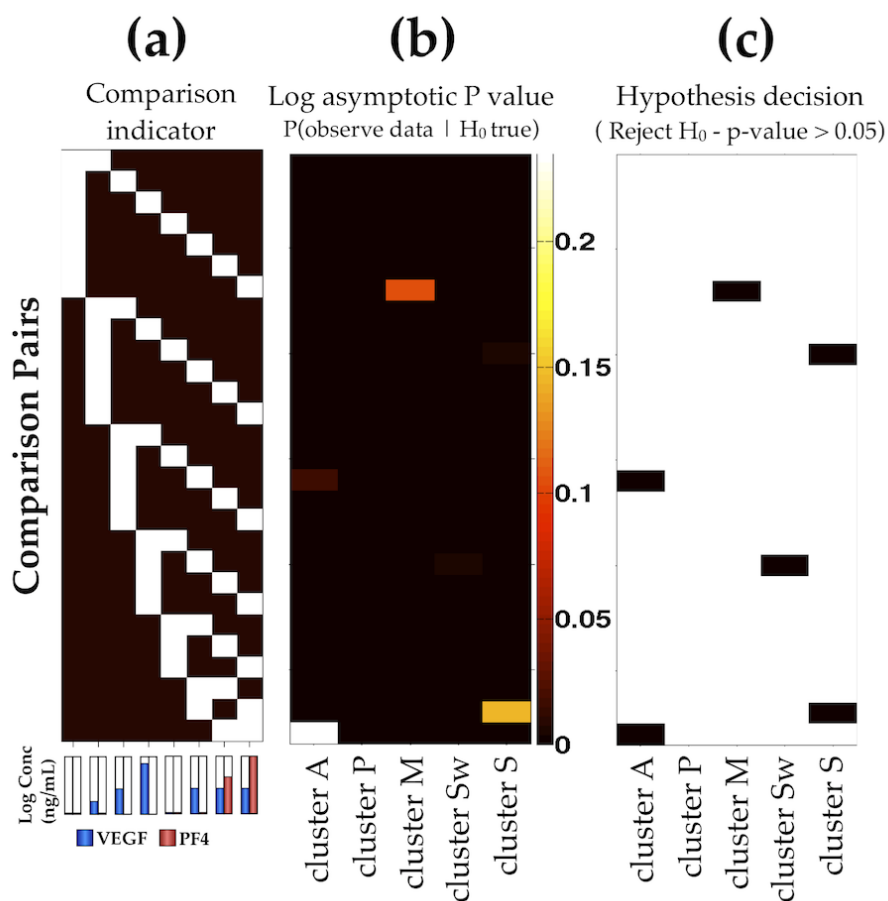 (a)
(b)
(c)
Comparison
indicator
Log asymptotic P value
P(observe data | H₀ true)
Hypothesis decision
( Reject H₀ - p-value > 0.05)
Comparison Pairs
0.2
0.15
0.1
0.05
0
Log Conc
(ng/mL)
VEGF
PF4
cluster A
cluster P
cluster M
cluster Sw
cluster S
cluster A
cluster P
cluster M
cluster Sw
cluster S